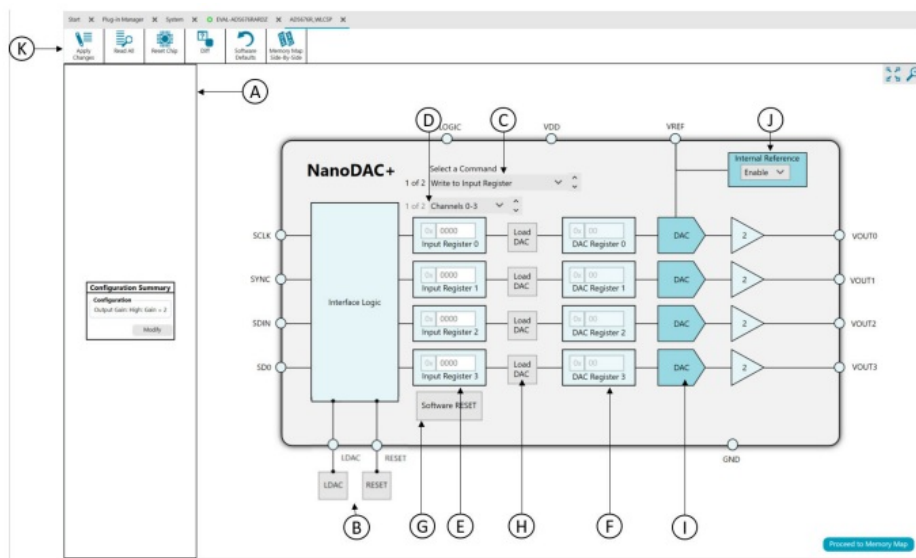 Start Plug-in Manager System EVAL-AD5676RARDZ AD5676R_WLCSP
K
Apply Changes
Read All
Reset Chip
Diff
Software Defaults
Memory Map Side-By-Side
A
D
C
J
LOGIC
VDD
VREF
NanoDAC+
Select a Command
1 of 2 Write to Input Register
1 of 2 Channels 0-3
Internal Reference
Enable
SCLK
0x 0000
Input Register 0
Load DAC
0x 00
DAC Register 0
DAC
2
VOUT0
SYNC
0x 0000
Input Register 1
Load DAC
0x 00
DAC Register 1
DAC
2
VOUT1
Interface Logic
Configuration Summary
Configuration
Output Gain: High: Gain = 2
Modify
SDIN
0x 0000
Input Register 2
Load DAC
0x 00
DAC Register 2
DAC
2
VOUT2
SD0
0x 0000
Input Register 3
Load DAC
0x 00
DAC Register 3
DAC
2
VOUT3
Software RESET
LDAC
RESET
GND
LDAC
RESET
B
G
E
H
F
I
Proceed to Memory Map